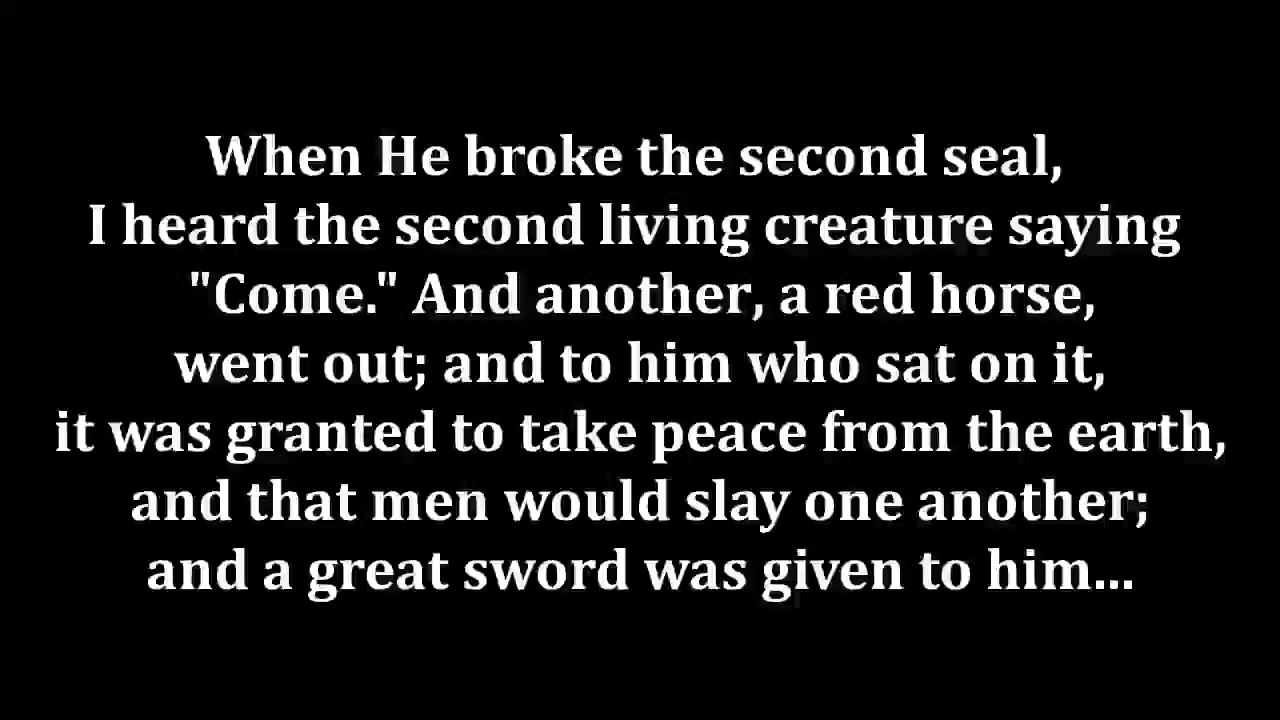 When He broke the second seal,
I heard the second living creature saying
"Come." And another, a red horse,
went out; and to him who sat on it,
it was granted to take peace from the earth,
and that men would slay one another;
and a great sword was given to him...